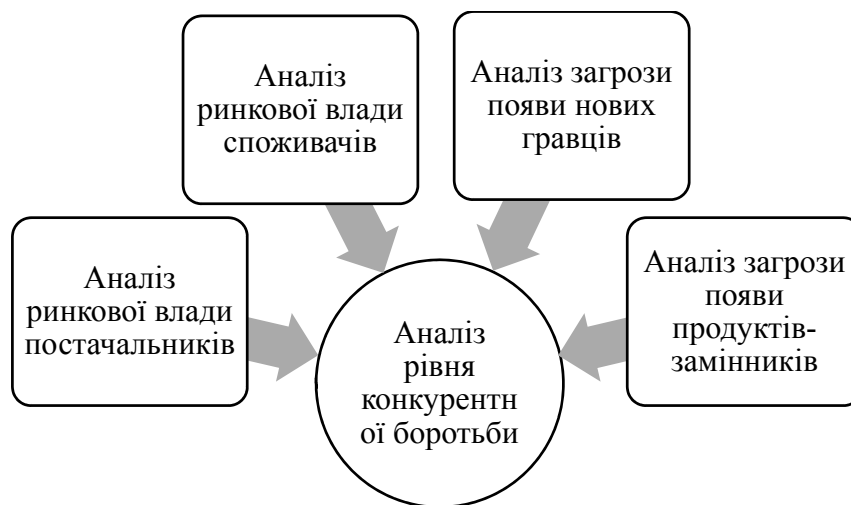 Аналіз
ринкової влади
споживачів
Аналіз загрози
появи нових
гравців
Аналіз
ринкової влади
постачальників
Аналіз загрози
появи
продуктів-
замінників
Аналіз
рівня
конкурентн
ої боротьби